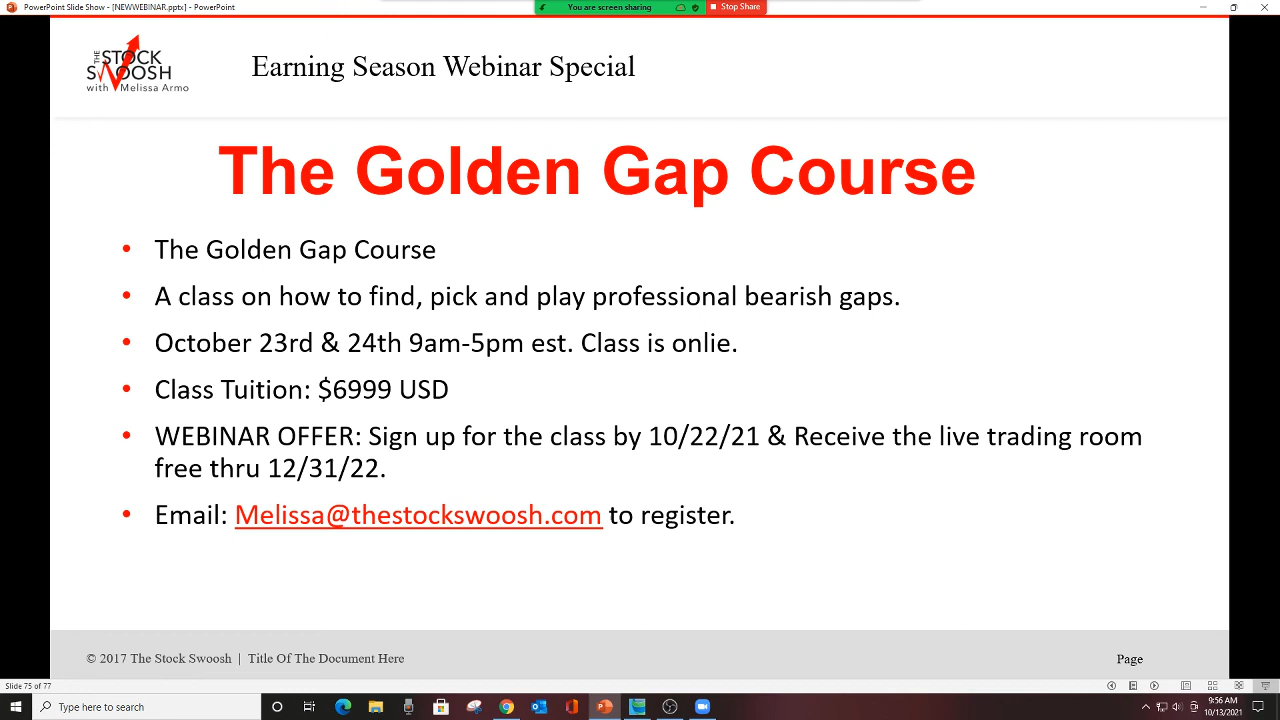 PowerPoint Slide Show - [NEWWEBINAR.pptx] - PowerPoint
You are screen sharing
Stop Share
THE STOCK
SWOOSH
with Melissa Armo
Earning Season Webinar Special
The Golden Gap Course
• The Golden Gap Course
• A class on how to find, pick and play professional bearish gaps.
• October 23rd & 24th 9am-5pm est. Class is onlie.
• Class Tuition: $6999 USD
• WEBINAR OFFER: Sign up for the class by 10/22/21 & Receive the live trading room
free thru 12/31/22.
• Email: Melissa@thestockswoosh.com to register.
© 2017 The Stock Swoosh | Title Of The Document Here
Page
Slide 75 of 77
Type here to search
9:56 AM
10/13/2021